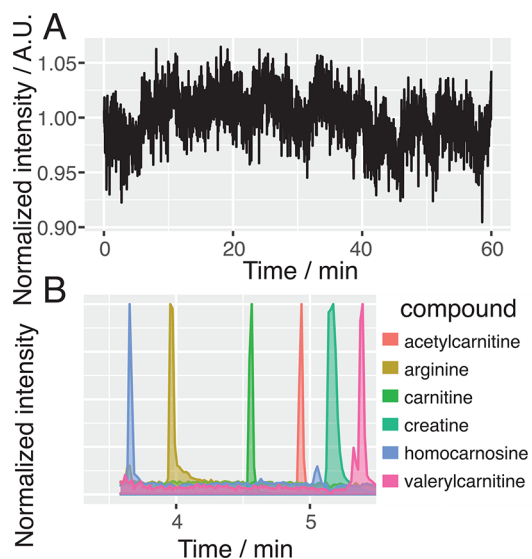 A
Normalized intensity / A.U.
1.05
1.00
0.95
0.90
0
20
40
60
Time / min
B
Normalized intensity
4
5
Time / min
compound
acetylcarnitine
arginine
carnitine
creatine
homocarnosine
valerylcarnitine